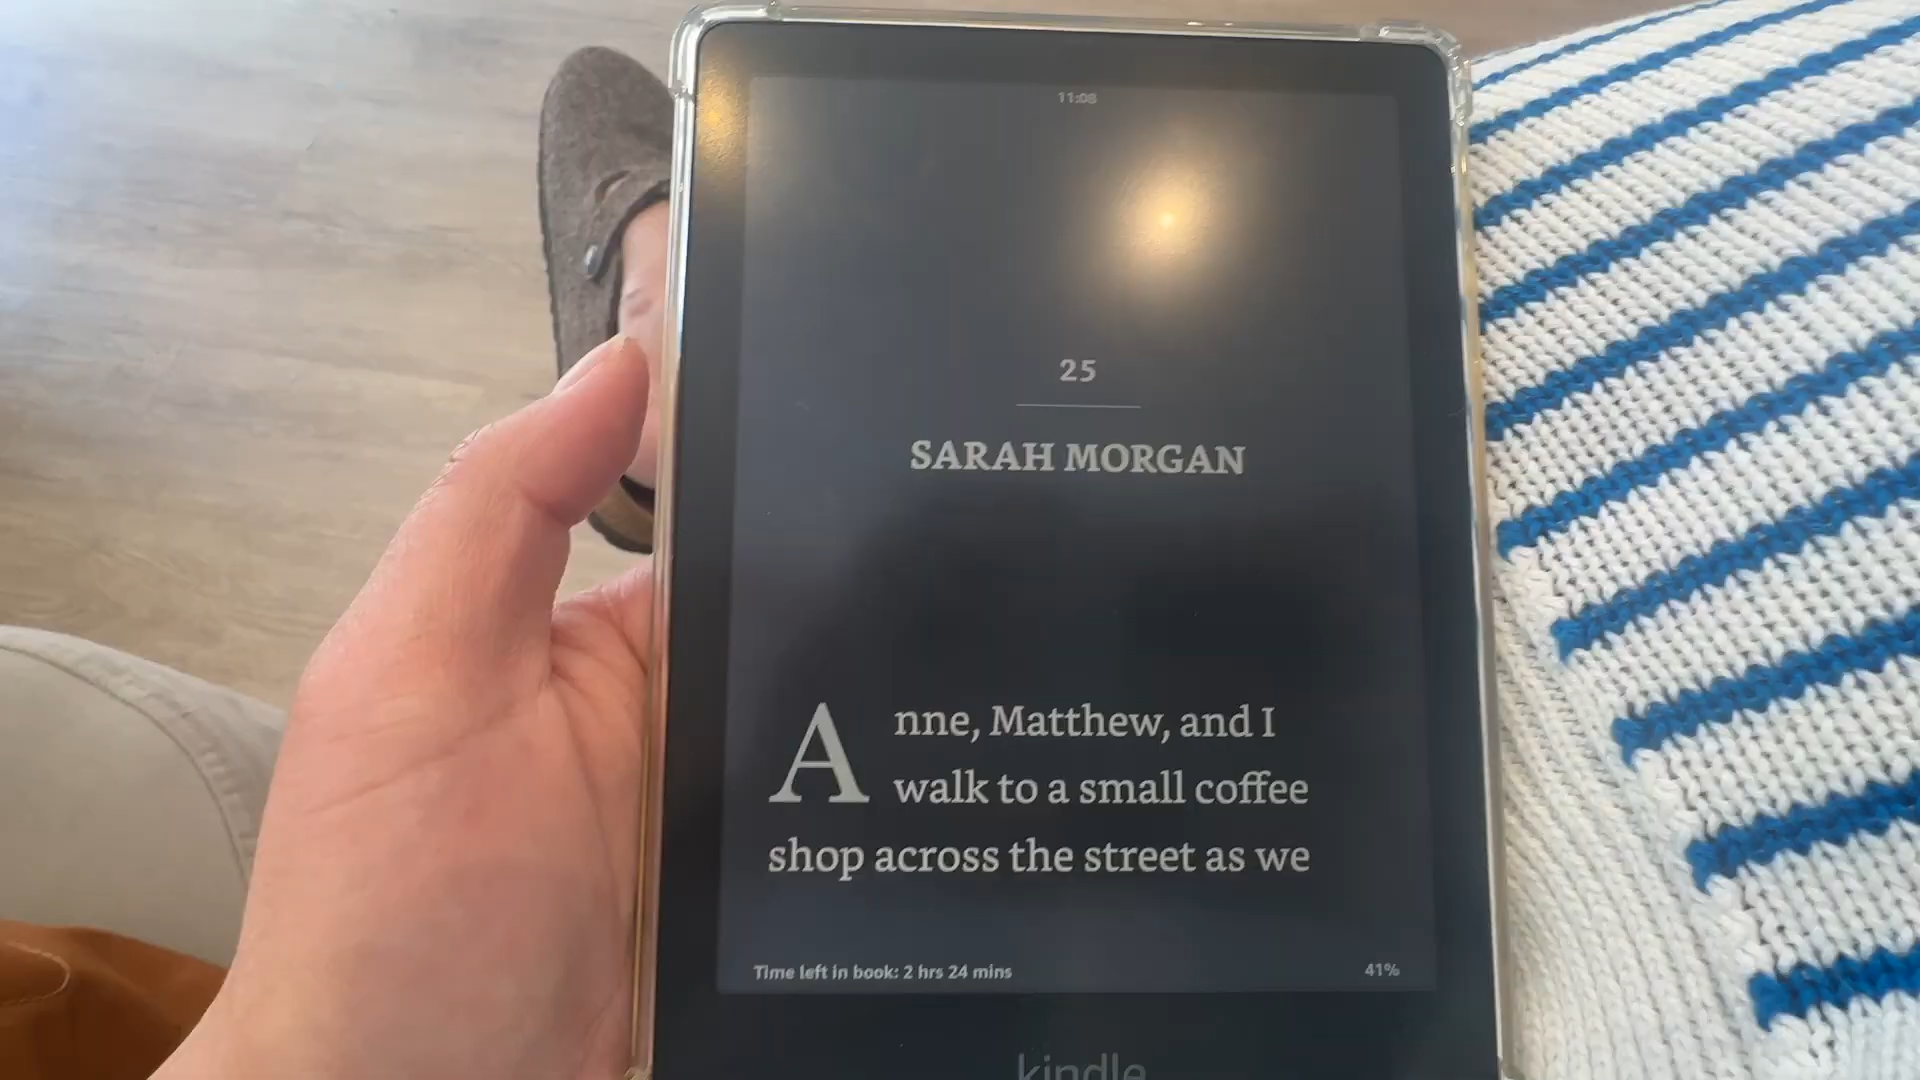 11:08
25
SARAH MORGAN
Anne, Matthew, and I
walk to a small coffee
shop across the street as we
Time left in book: 2 hrs 24 mins 41%
kindle